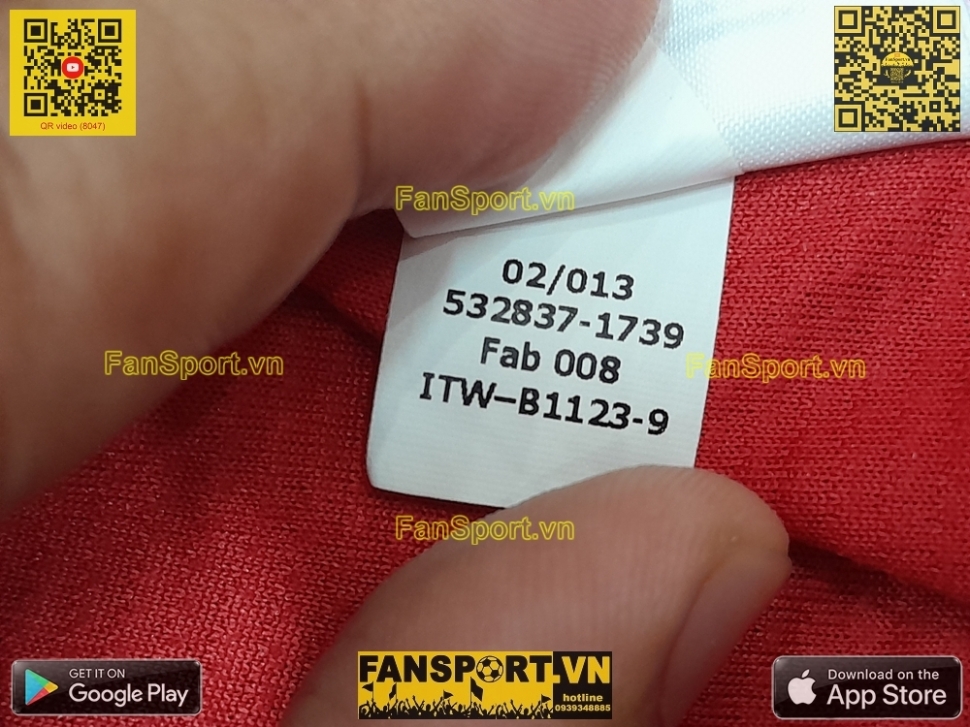 QR video (8047)
FanSport.vn
02/013
532837-1739
Fab 008
ITW–B1123-9
FanSport.vn
FanSport.vn
FanSport.vn
GET IT ON
Google Play
FANSPORT.VN
hotline
0939348885
Download on the
App Store